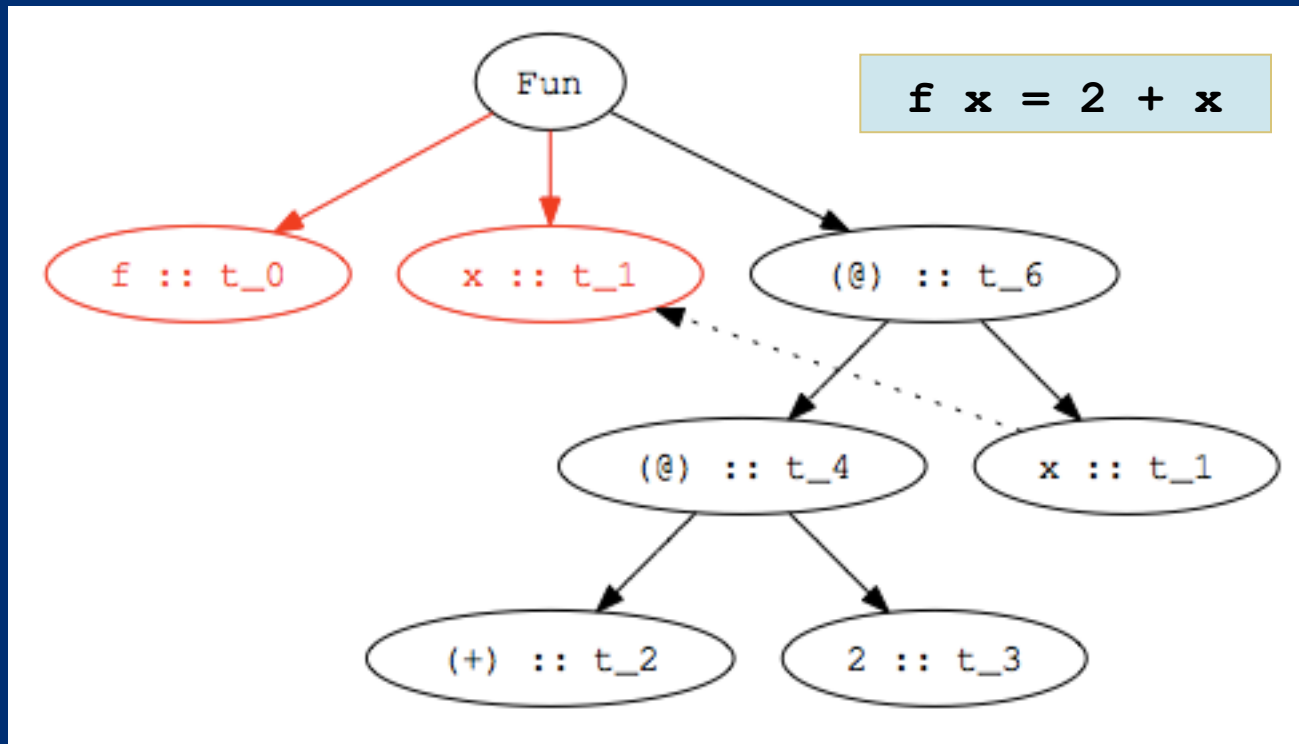 Fun
f x = 2 + x
f :: t_0
x :: t_1
(@) :: t_6
(@) :: t_4
x :: t_1
(+) :: t_2
2 :: t_3